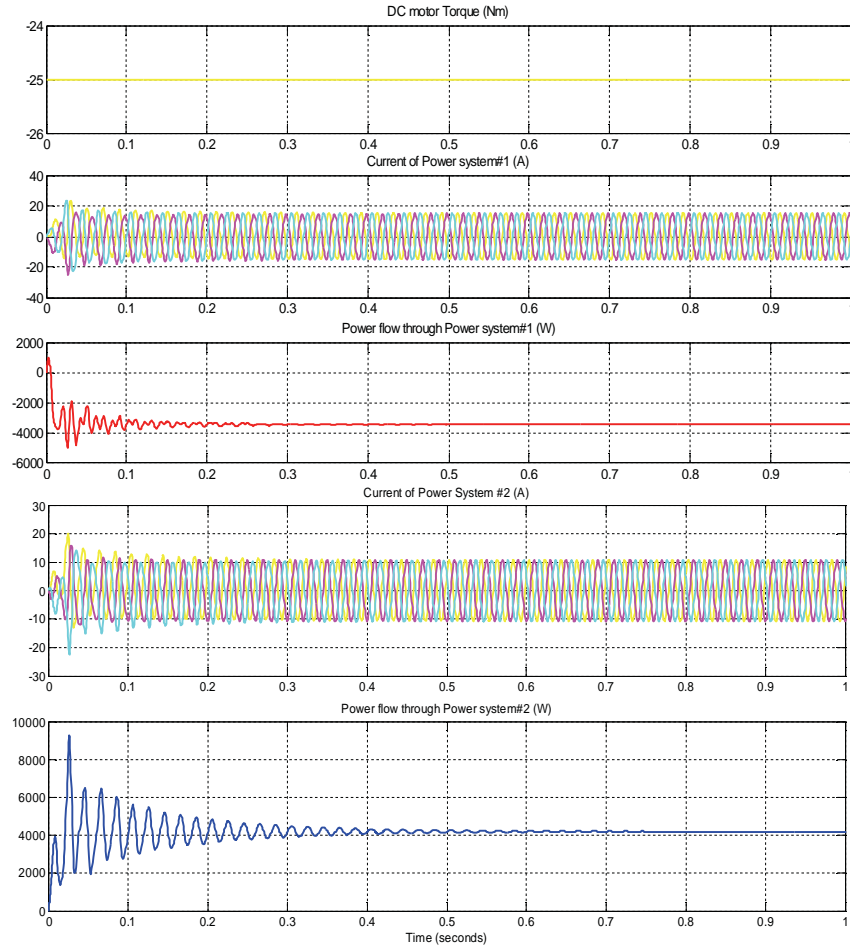 DC motor Torque (Nm)
-24
-25
-26
0 0.1 0.2 0.3 0.4 0.5 0.6 0.7 0.8 0.9 1
Current of Power system#1 (A)
40
20
0
-20
-40
0 0.1 0.2 0.3 0.4 0.5 0.6 0.7 0.8 0.9 1
Power flow through Power system#1 (W)
2000
0
-2000
-4000
-6000
0 0.1 0.2 0.3 0.4 0.5 0.6 0.7 0.8 0.9 1
Current of Power System #2 (A)
30
20
10
0
-10
-20
-30
0 0.1 0.2 0.3 0.4 0.5 0.6 0.7 0.8 0.9 1
Power flow through Power system#2 (W)
10000
8000
6000
4000
2000
0
0 0.1 0.2 0.3 0.4 0.5 0.6 0.7 0.8 0.9 1
Time (seconds)